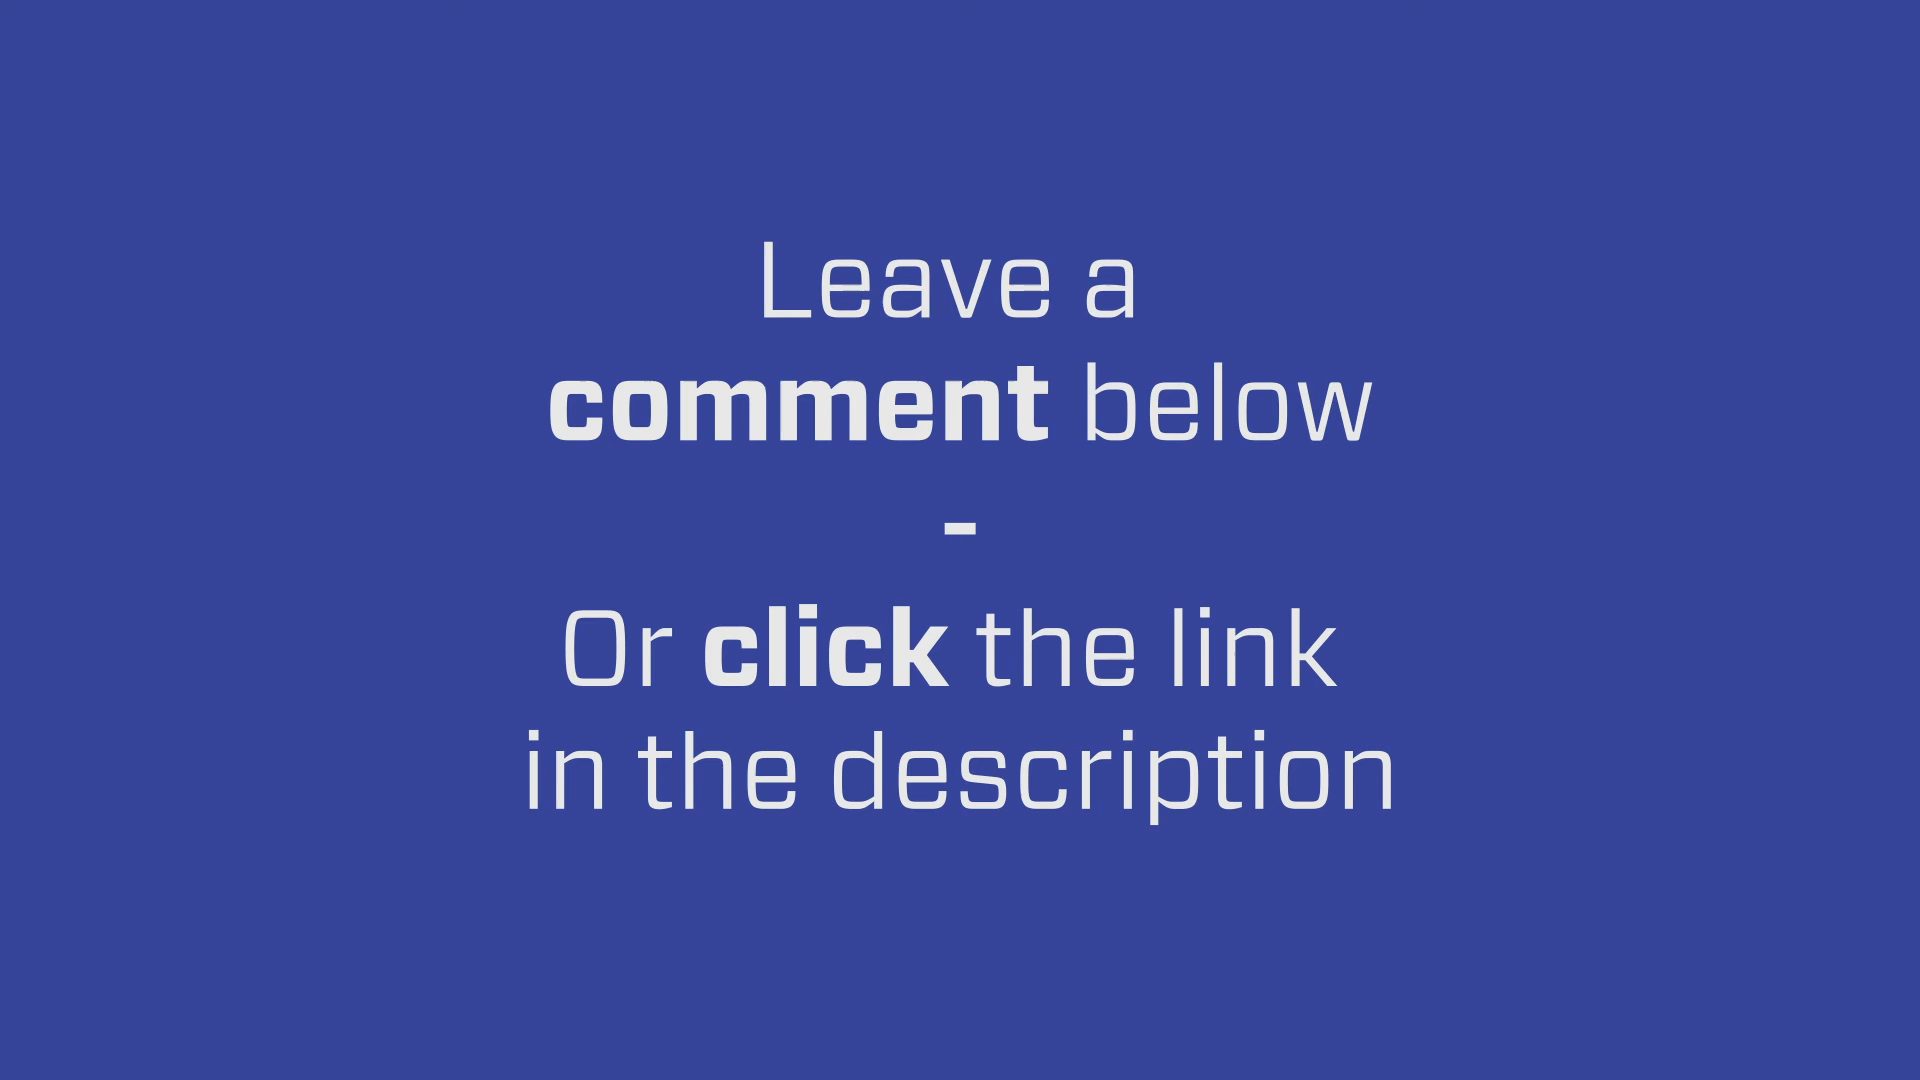 Leave a
comment below
-
Or click the link
in the description